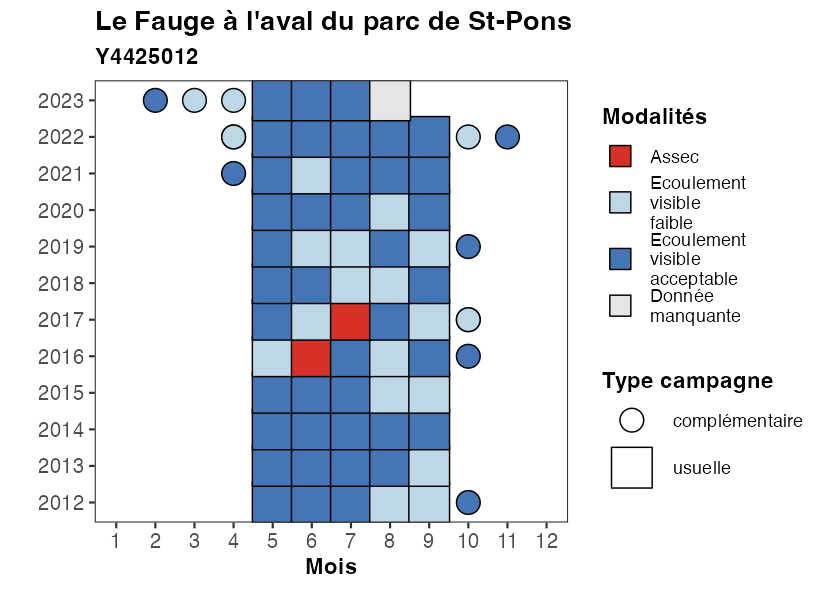 Le Fauge à l'aval du parc de St-Pons
Y4425012
2023
2022
2021
2020
2019
2018
2017
2016
2015
2014
2013
2012
1 2 3 4 5 6 7 8 9 10 11 12
Mois
Modalités
Assec
Ecoulement
visible
faible
Ecoulement
visible
acceptable
Donnée
manquante
Type campagne
complémentaire
usuelle